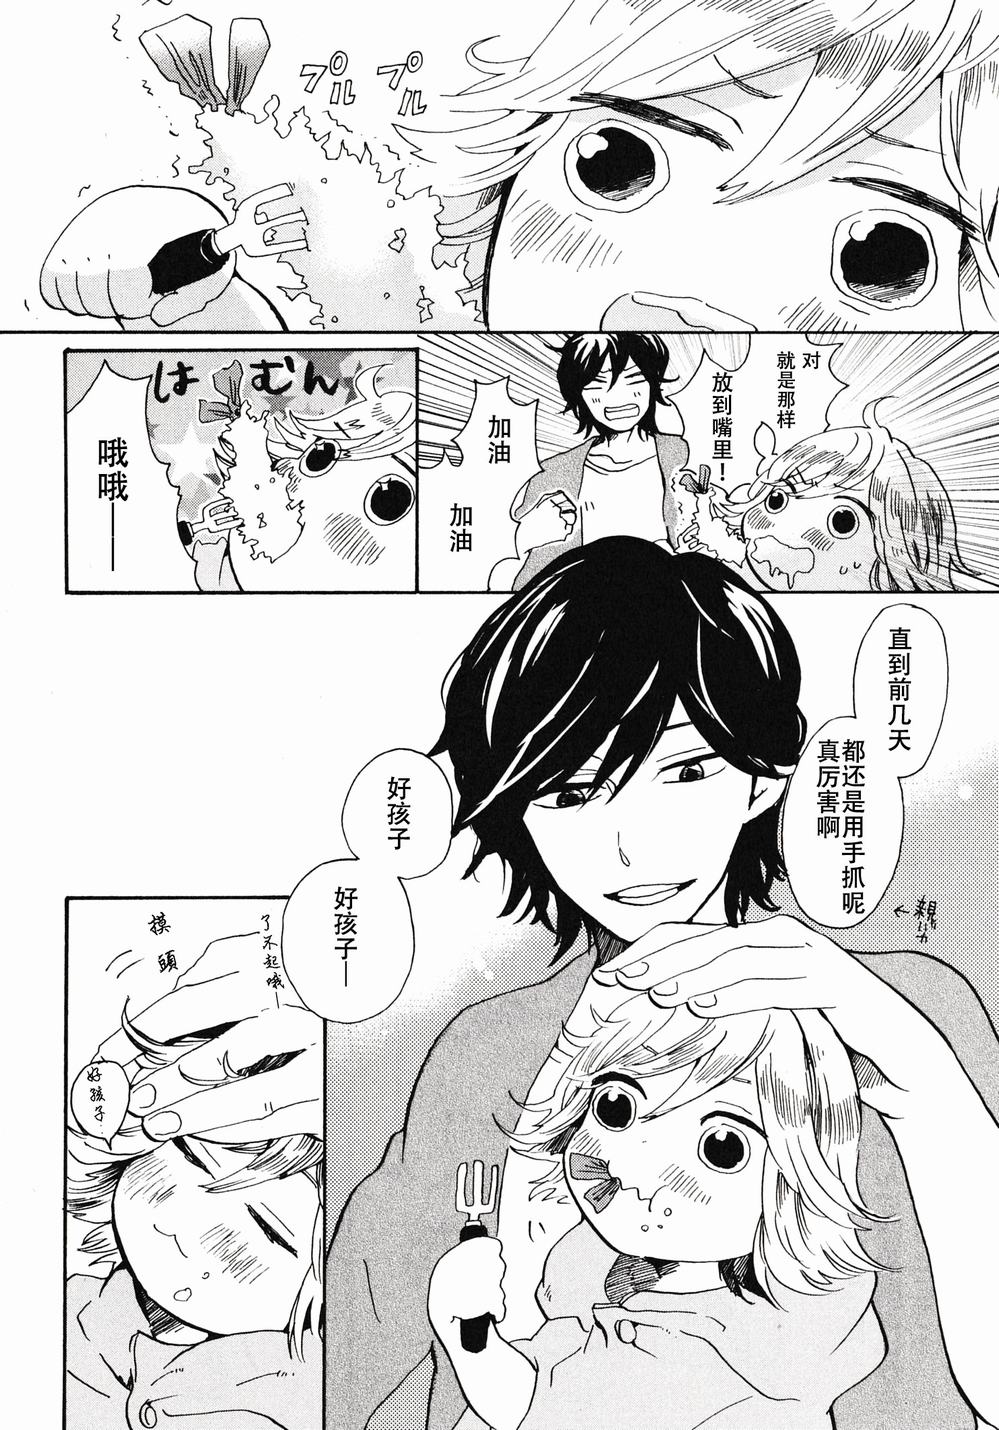 プルプル
对
就是那样
放到嘴里！
加油
加油
はむん
哦哦——
直到前几天
都还是用手抓呢
真厉害啊
好孩子
好孩子—
了不起哦—
摸頭
好孩子